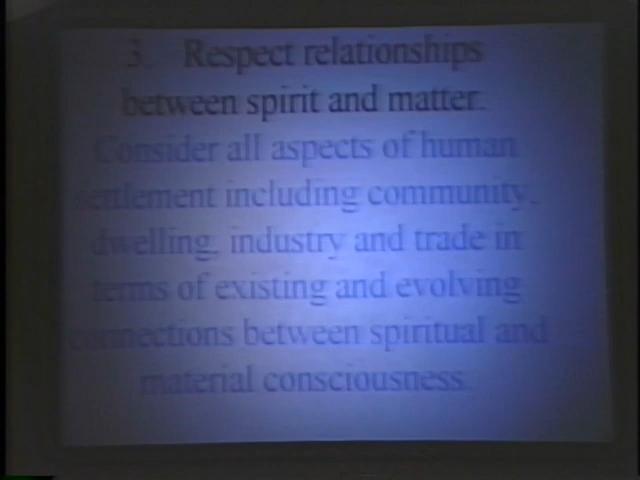 3. Respect relationships
between spirit and matter.
Consider all aspects of human
settlement including community,
dwelling, industry and trade in
terms of existing and evolving
connections between spiritual and
material consciousness.